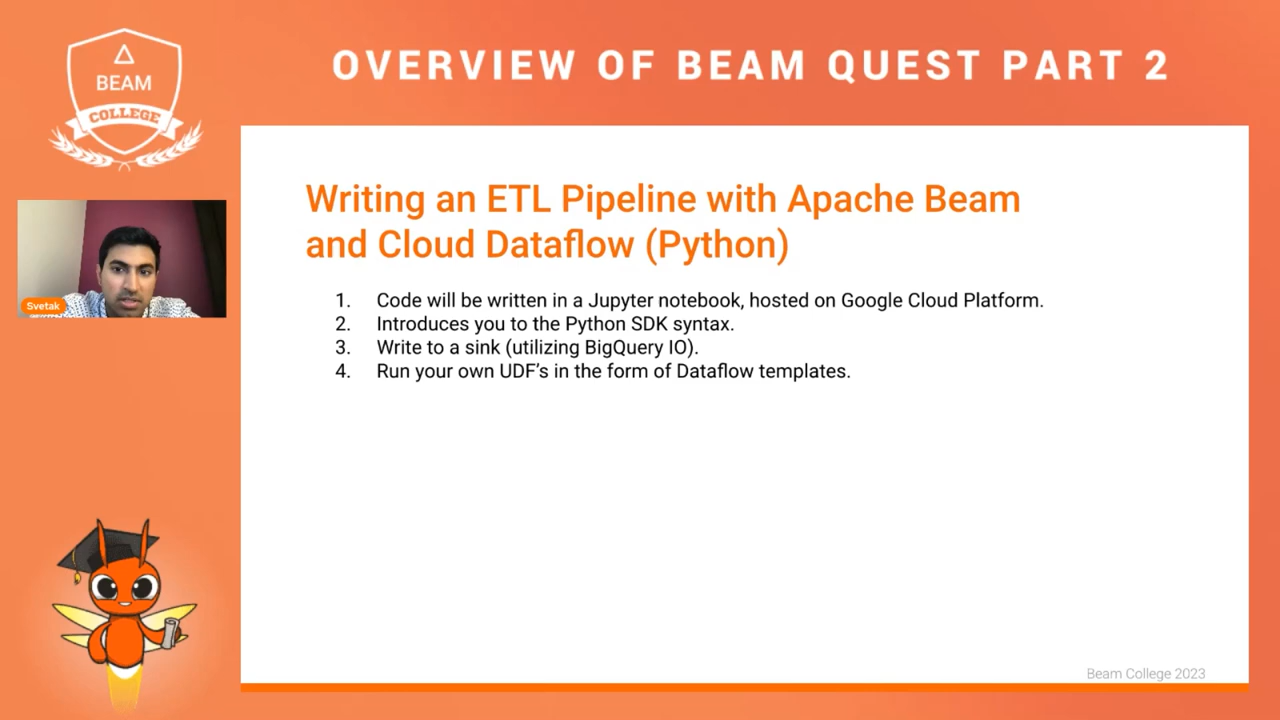 BEAM
COLLEGE
OVERVIEW OF BEAM QUEST PART 2
Svetak
Writing an ETL Pipeline with Apache Beam
and Cloud Dataflow (Python)
1. Code will be written in a Jupyter notebook, hosted on Google Cloud Platform.
2. Introduces you to the Python SDK syntax.
3. Write to a sink (utilizing BigQuery IO).
4. Run your own UDF's in the form of Dataflow templates.
Beam College 2023